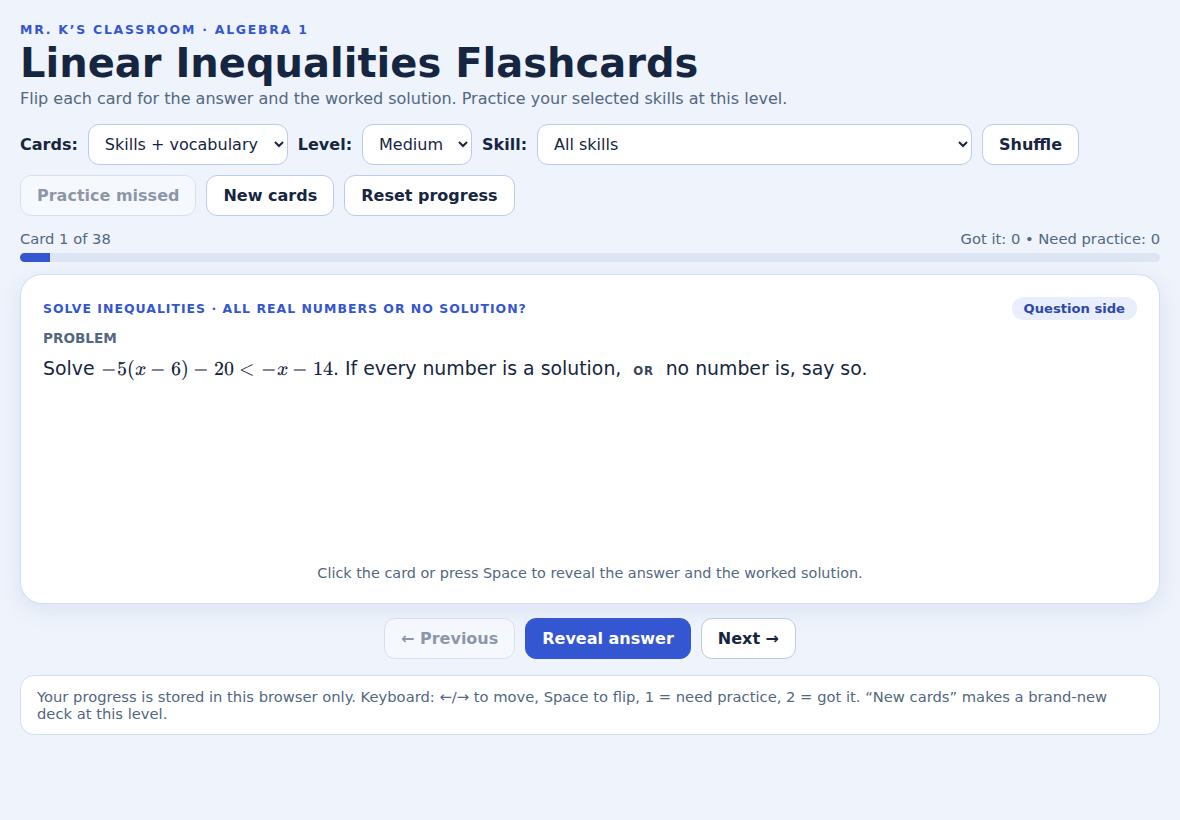 MR. K’S CLASSROOM · ALGEBRA 1
Linear Inequalities Flashcards
Flip each card for the answer and the worked solution. Practice your selected skills at this level.
Cards: Skills + vocabulary Level: Medium Skill: All skills Shuffle
Practice missed New cards Reset progress
Card 1 of 38 Got it: 0 • Need practice: 0
SOLVE INEQUALITIES · ALL REAL NUMBERS OR NO SOLUTION? Question side
PROBLEM
Solve −5(x − 6) − 20 < −x − 14. If every number is a solution, OR no number is, say so.
Click the card or press Space to reveal the answer and the worked solution.
← Previous Reveal answer Next →
Your progress is stored in this browser only. Keyboard: ←/→ to move, Space to flip, 1 = need practice, 2 = got it. “New cards” makes a brand-new
deck at this level.